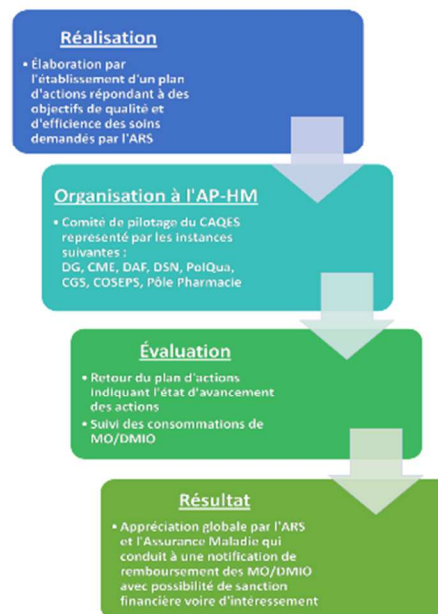 Réalisation
• Élaboration par
l'établissement d'un plan
d'actions répondant à des
objectifs de qualité et
d'efficience des soins
demandés par l'ARS
Organisation à l'AP-HM
• Comité de pilotage du CAQES
représenté par les instances
suivantes :
DG, CME, DAF, DSN, PolQua,
CGS, COSEPS, Pôle Pharmacie
Évaluation
• Retour du plan d'actions
indiquant l'état d'avancement
des actions
• Suivi des consommations de
MO/DMIO
Résultat
• Appréciation globale par l'ARS
et l'Assurance Maladie qui
conduit à une notification de
remboursement des MO/DMIO
avec possibilité de sanction
financière voire d'intéressement